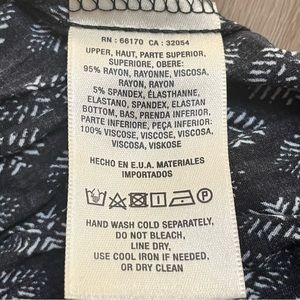 RN : 66170 CA : 32054
UPPER, HAUT, PARTE SUPERIOR,
SUPERIORE, OBERE:
95% RAYON, RAYONNE, VISCOSA,
RAYON, RAYON
5% SPANDEX, ÉLASTHANNE,
ELASTANO, SPANDEX, ELASTAN
BOTTOM, BAS, PRENDA INFERIOR,
PARTE INFERIORE, PEÇA INFERIOR:
100% VISCOSE, VISCOSE, VISCOSA,
VISCOSA, VISCOSE
HECHO EN E.U.A. MATERIALES
IMPORTADOS
HAND WASH COLD SEPARATELY,
DO NOT BLEACH,
LINE DRY,
USE COOL IRON IF NEEDED,
OR DRY CLEAN